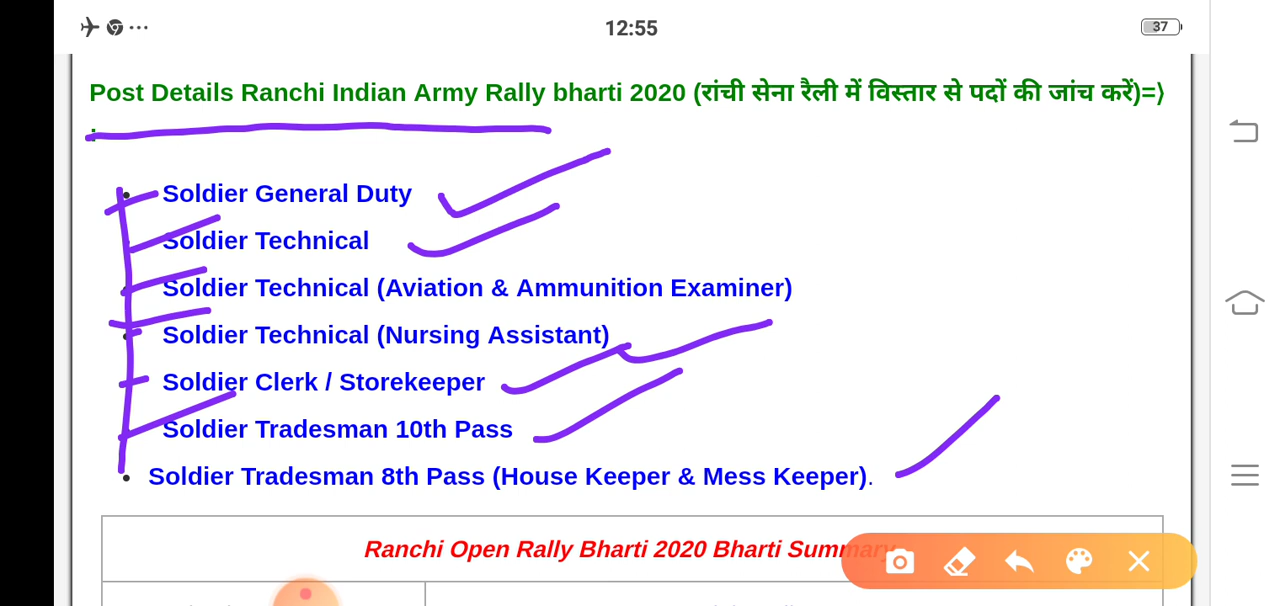 12:55
37
Post Details Ranchi Indian Army Rally bharti 2020 (रांची सेना रैली में विस्तार से पदों की जांच करें)=)
:
Soldier General Duty
Soldier Technical
Soldier Technical (Aviation & Ammunition Examiner)
Soldier Technical (Nursing Assistant)
Soldier Clerk / Storekeeper
Soldier Tradesman 10th Pass
Soldier Tradesman 8th Pass (House Keeper & Mess Keeper).
Ranchi Open Rally Bharti 2020 Bharti Summary